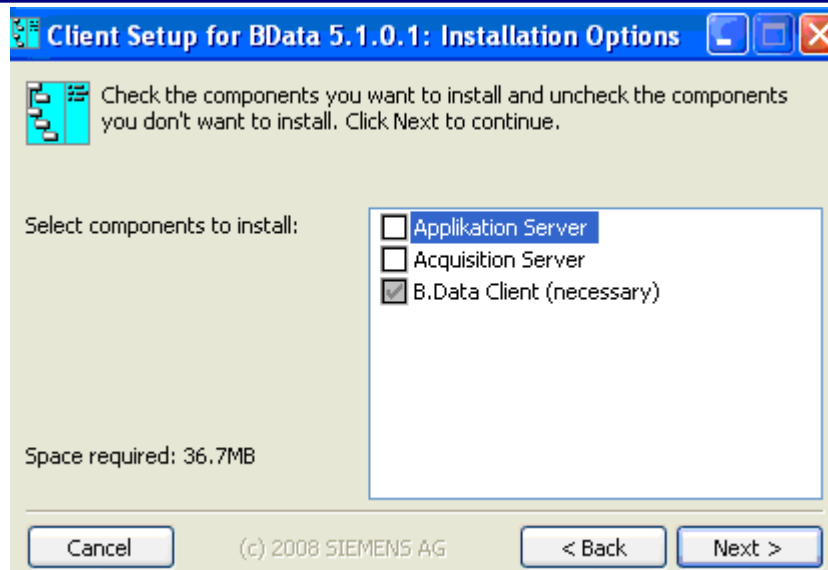 Client Setup for BData 5.1.0.1: Installation Options
Check the components you want to install and uncheck the components
you don't want to install. Click Next to continue.
Select components to install:
Applikation Server
Acquisition Server
B.Data Client (necessary)
Space required: 36.7MB
Cancel
(c) 2008 SIEMENS AG
< Back
Next >